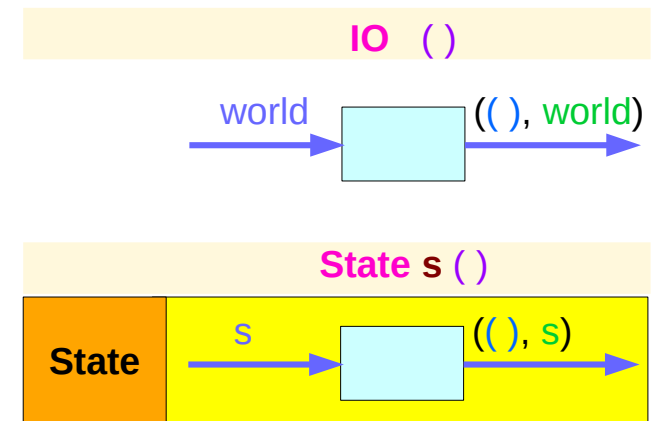 IO ( )
world (( ), world)
State s ( )
s (( ), s)
State